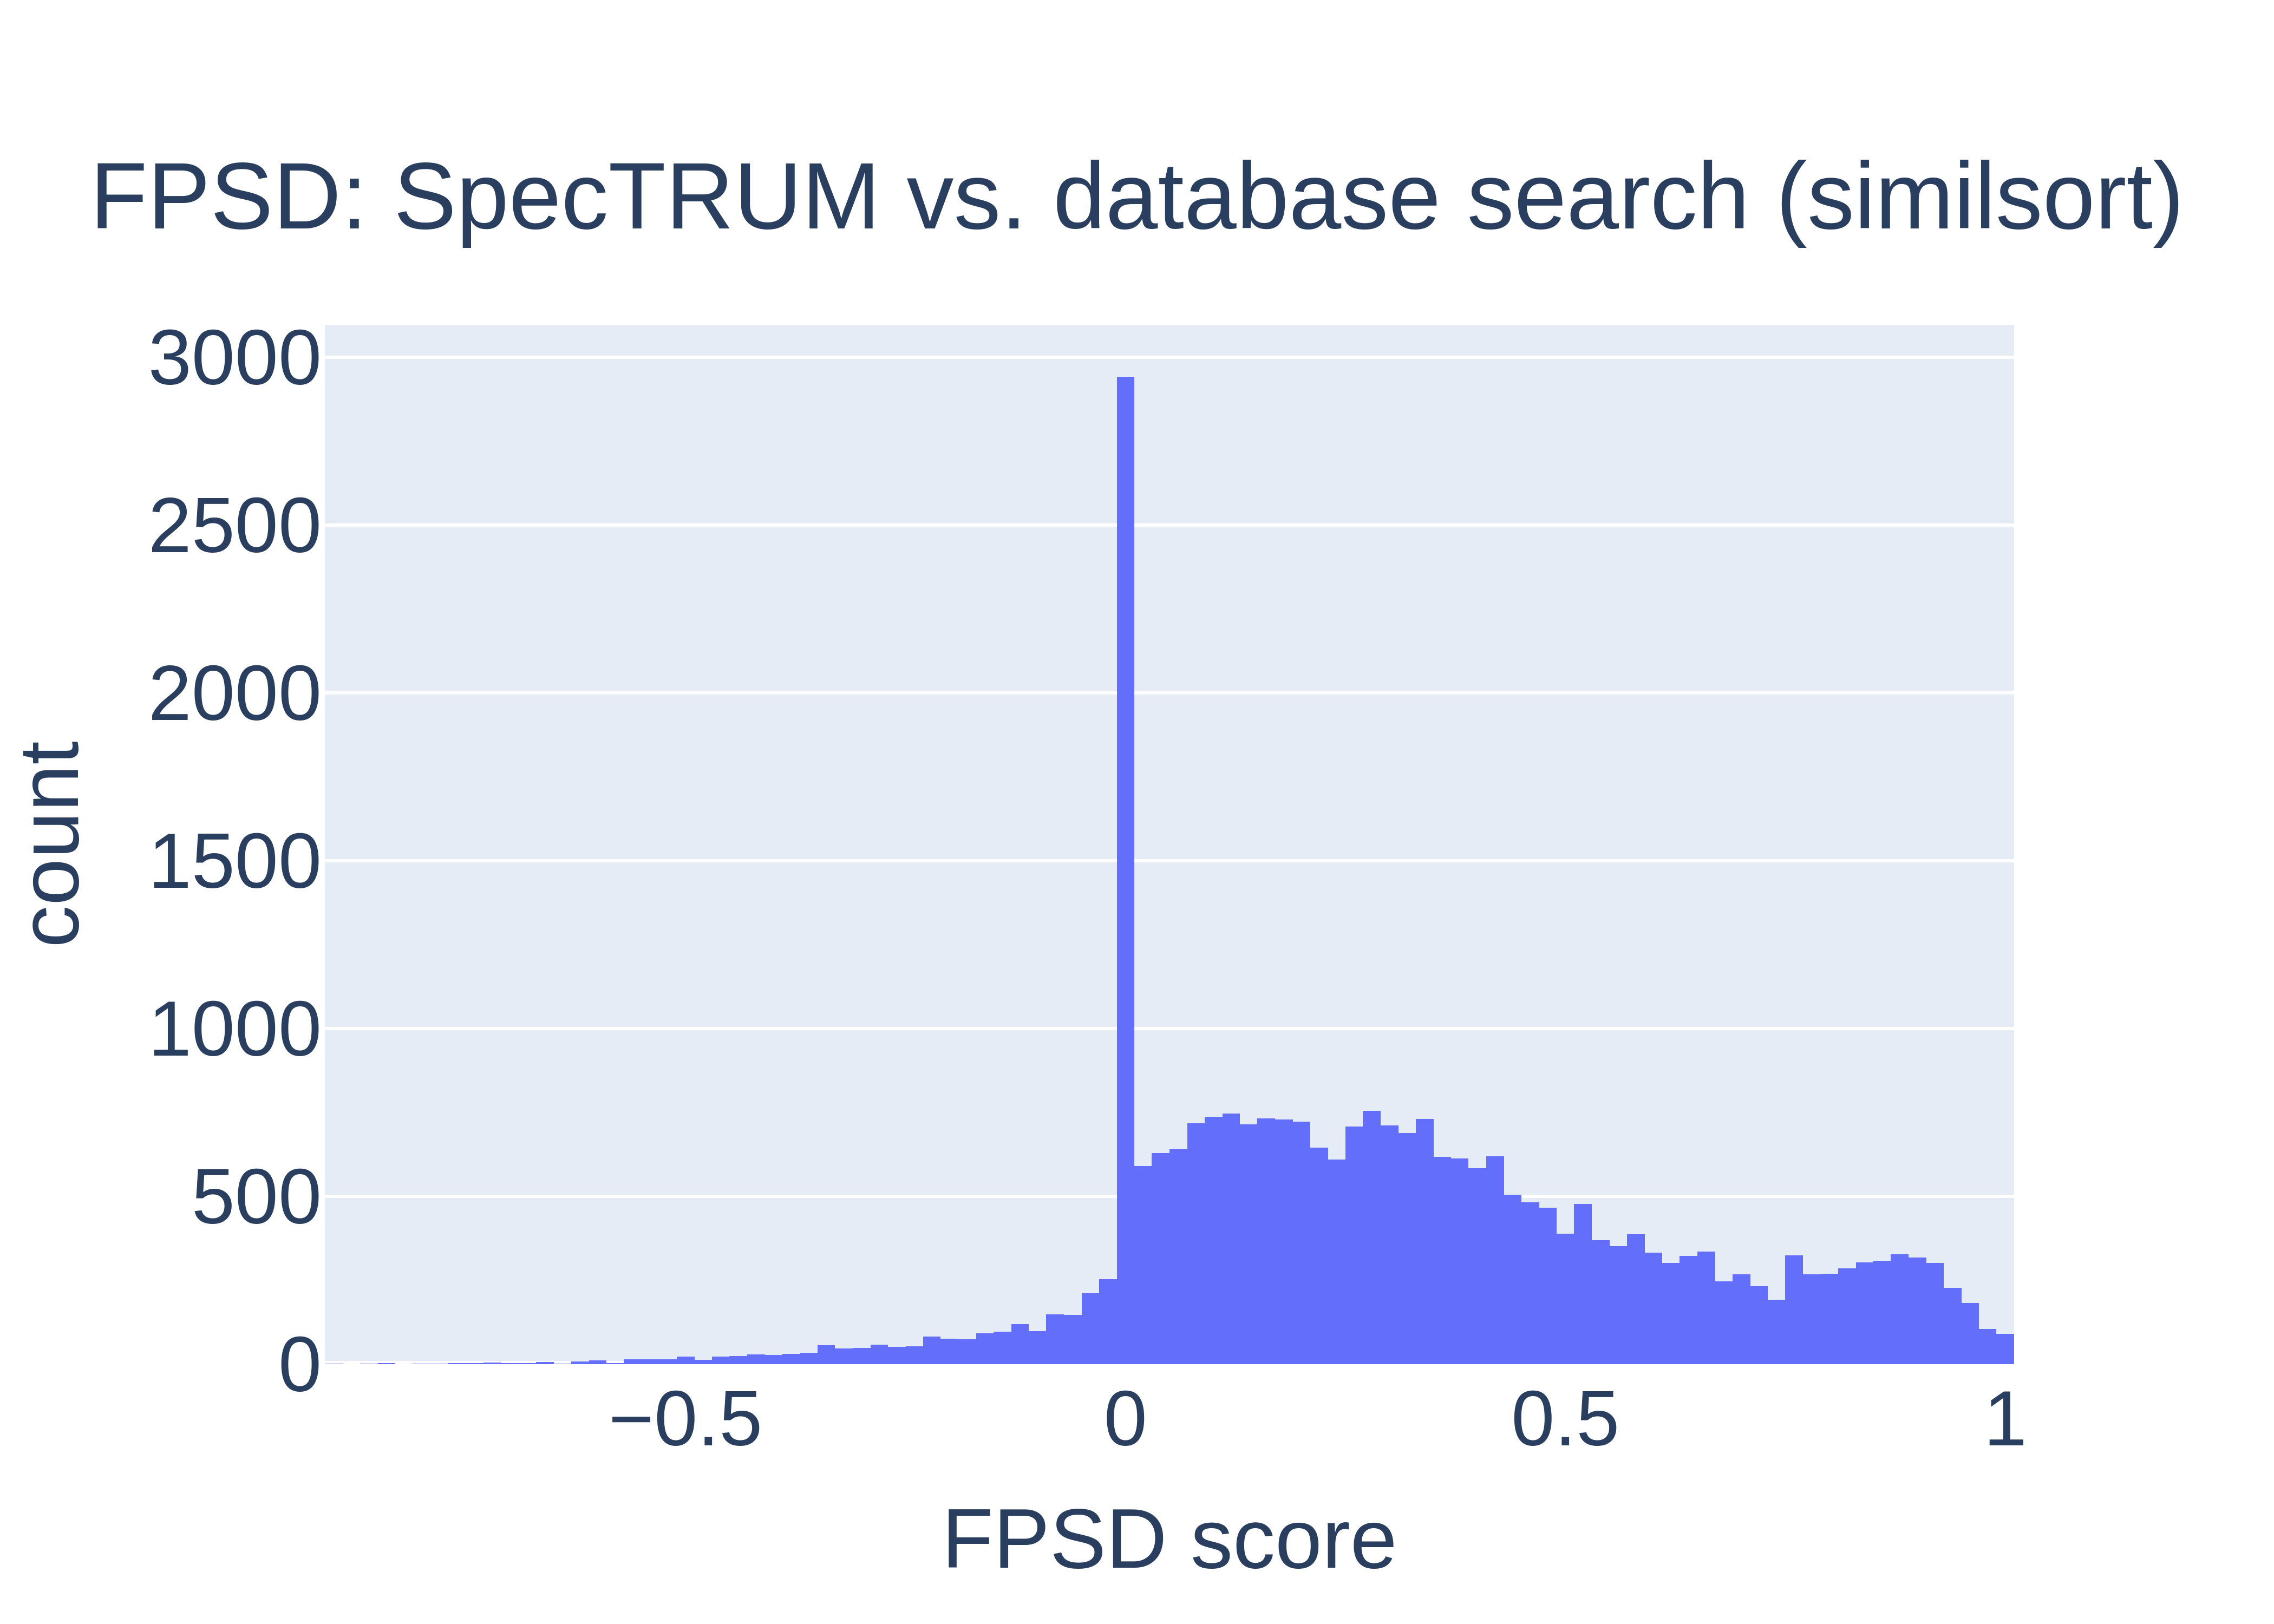 FPSD: SpecTRUM vs. database search (similsort)
3000
2500
2000
1500
1000
500
0
count
−0.5 0 0.5 1
FPSD score